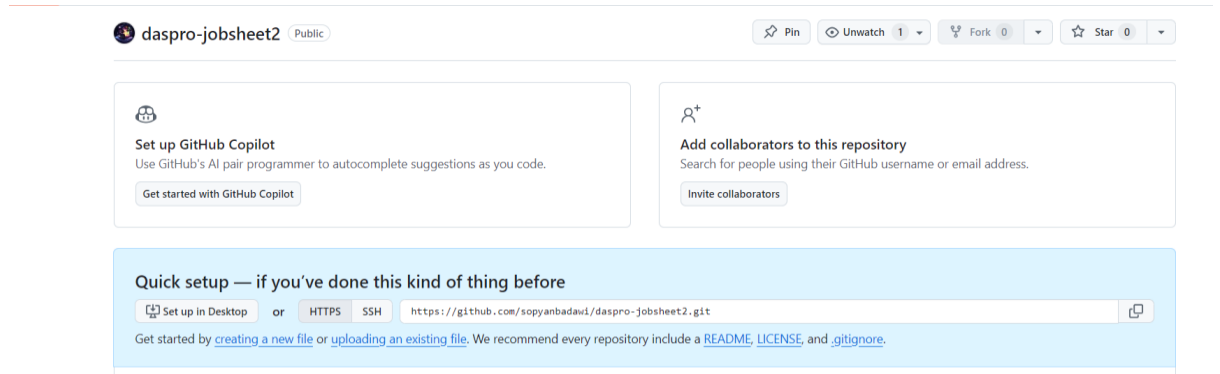 daspro-jobsheet2 Public Pin Unwatch 1 Fork 0 Star 0
Set up GitHub Copilot
Use GitHub's AI pair programmer to autocomplete suggestions as you code.
Get started with GitHub Copilot
Add collaborators to this repository
Search for people using their GitHub username or email address.
Invite collaborators
Quick setup — if you've done this kind of thing before
Set up in Desktop or HTTPS SSH https://github.com/sopyanbadawi/daspro-jobsheet2.git
Get started by creating a new file or uploading an existing file. We recommend every repository include a README, LICENSE, and .gitignore.